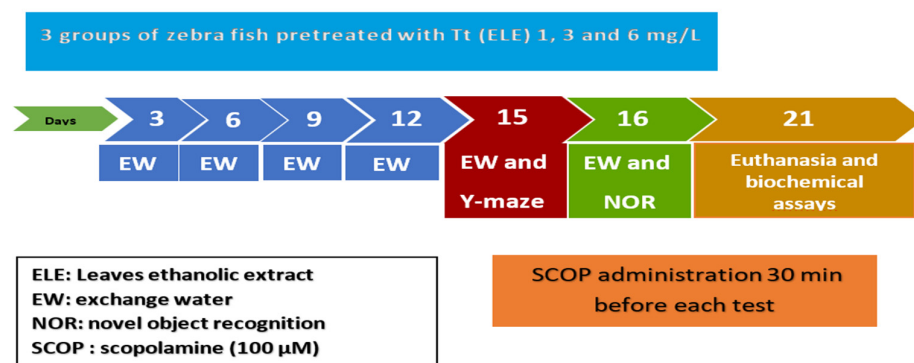 3 groups of zebra fish pretreated with Tt (ELE) 1, 3 and 6 mg/L
Days 3 6 9 12 15 16 21
EW EW EW EW EW and EW and Euthanasia and
Y-maze NOR biochemical
assays
ELE: Leaves ethanolic extract
EW: exchange water
NOR: novel object recognition
SCOP : scopolamine (100 µM)
SCOP administration 30 min
before each test